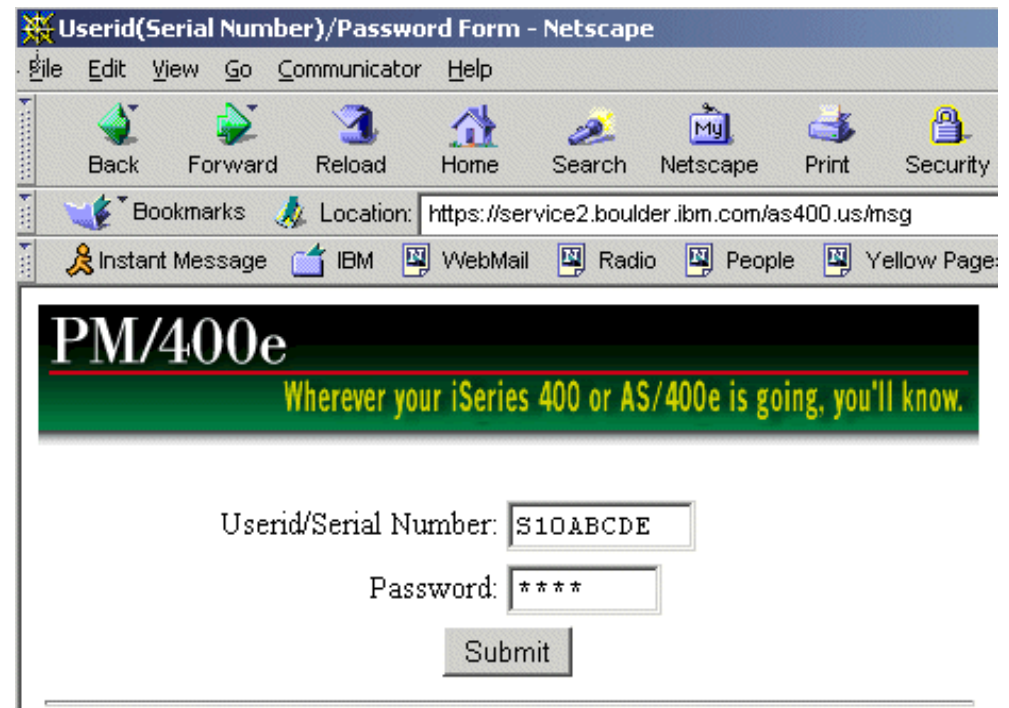 Userid(Serial Number)/Password Form - Netscape
File Edit View Go Communicator Help
Back Forward Reload Home Search Netscape Print Security
My
Bookmarks Location: https://service2.boulder.ibm.com/as400.us/msg
Instant Message IBM WebMail Radio People Yellow Pages
PM/400e
Wherever your iSeries 400 or AS/400e is going, you'll know.
Userid/Serial Number: S10ABCDE
Password: ****
Submit